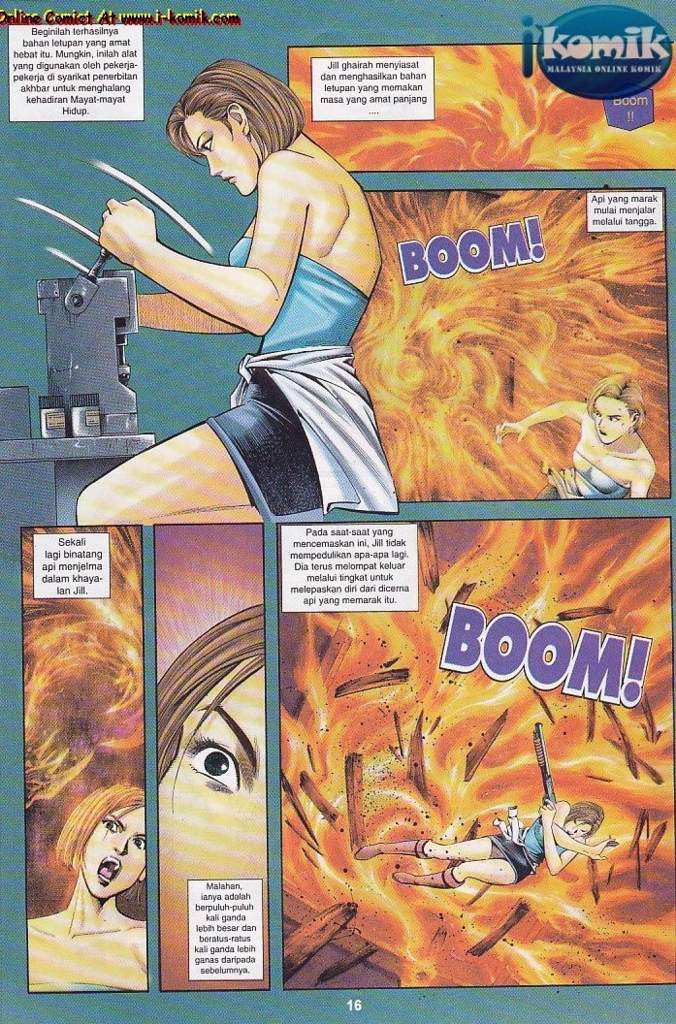 Online Comict At www.i-komik.com
i komik
MALAYSIA ONLINE KOMIK
Beginilah terhasilnya
bahan letupan yang amat
hebat itu. Mungkin, inilah alat
yang digunakan oleh pekerja-
pekerja di syarikat penerbitan
akhbar untuk menghalang
kehadiran Mayat-mayat
Hidup.
Jill ghairah menyiasat
dan menghasilkan bahan
letupan yang memakan
masa yang amat panjang
....
Boom
!!
Api yang marak
mulai menjalar
melalui tangga.
BOOM!
Sekali
lagi binatang
api menjelma
dalam khaya-
lan Jill.
Malahan,
ianya adalah
berpuluh-puluh
kali ganda
lebih besar dan
beratus-ratus
kali ganda lebih
ganas daripada
sebelumnya.
Pada saat-saat yang
mencemaskan ini, Jill tidak
mempedulikan apa-apa lagi.
Dia terus melompat keluar
melalui tingkat untuk
melepaskan diri dari dicerna
api yang memarak itu.
BOOM!
16